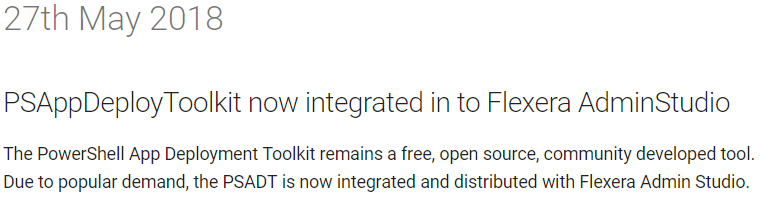 27th May 2018
PSAppDeployToolkit now integrated in to Flexera AdminStudio
The PowerShell App Deployment Toolkit remains a free, open source, community developed tool.
Due to popular demand, the PSADT is now integrated and distributed with Flexera Admin Studio.